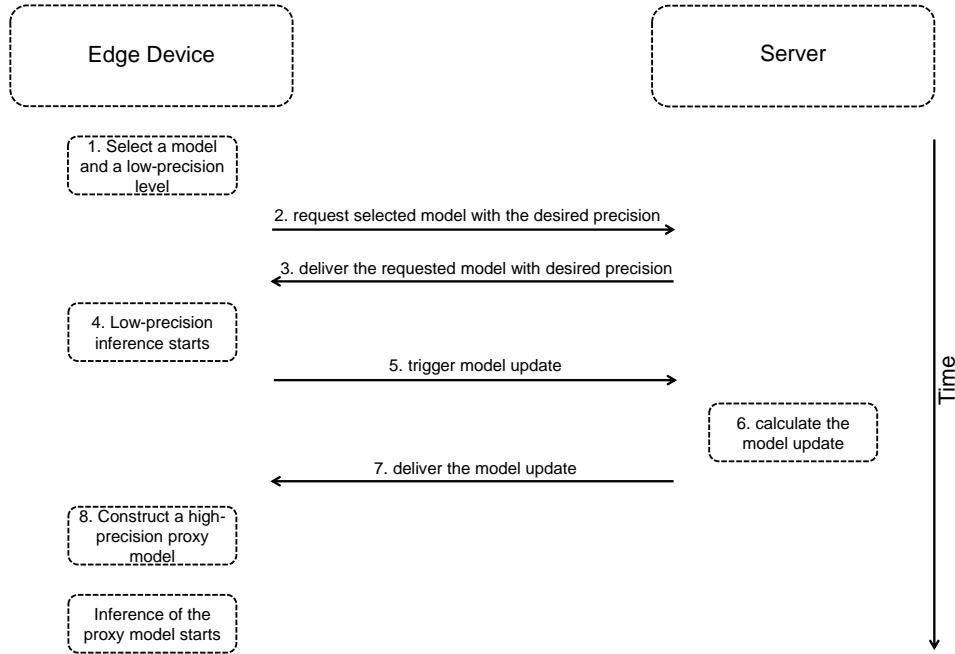 Edge Device
Server
1. Select a model
and a low-precision
level
2. request selected model with the desired precision
3. deliver the requested model with desired precision
4. Low-precision
inference starts
5. trigger model update
Time
6. calculate the
model update
7. deliver the model update
8. Construct a high-
precision proxy
model
Inference of the
proxy model starts